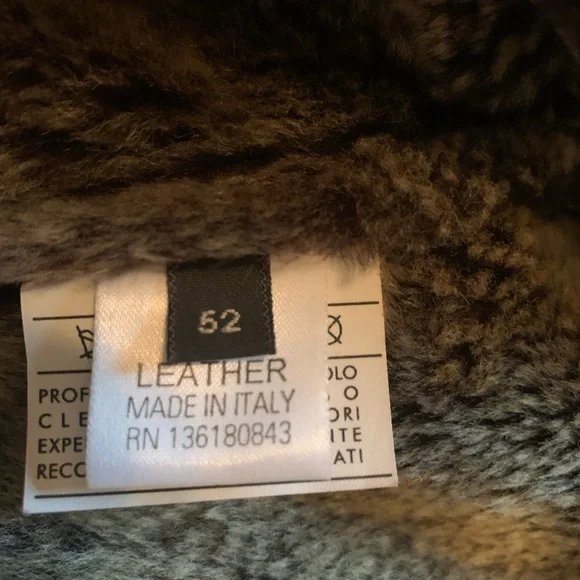 52
LEATHER
MADE IN ITALY
RN 136180843
PROF
CLE
EXPE
RECC
OLO
O
ORI
ITE
ATI